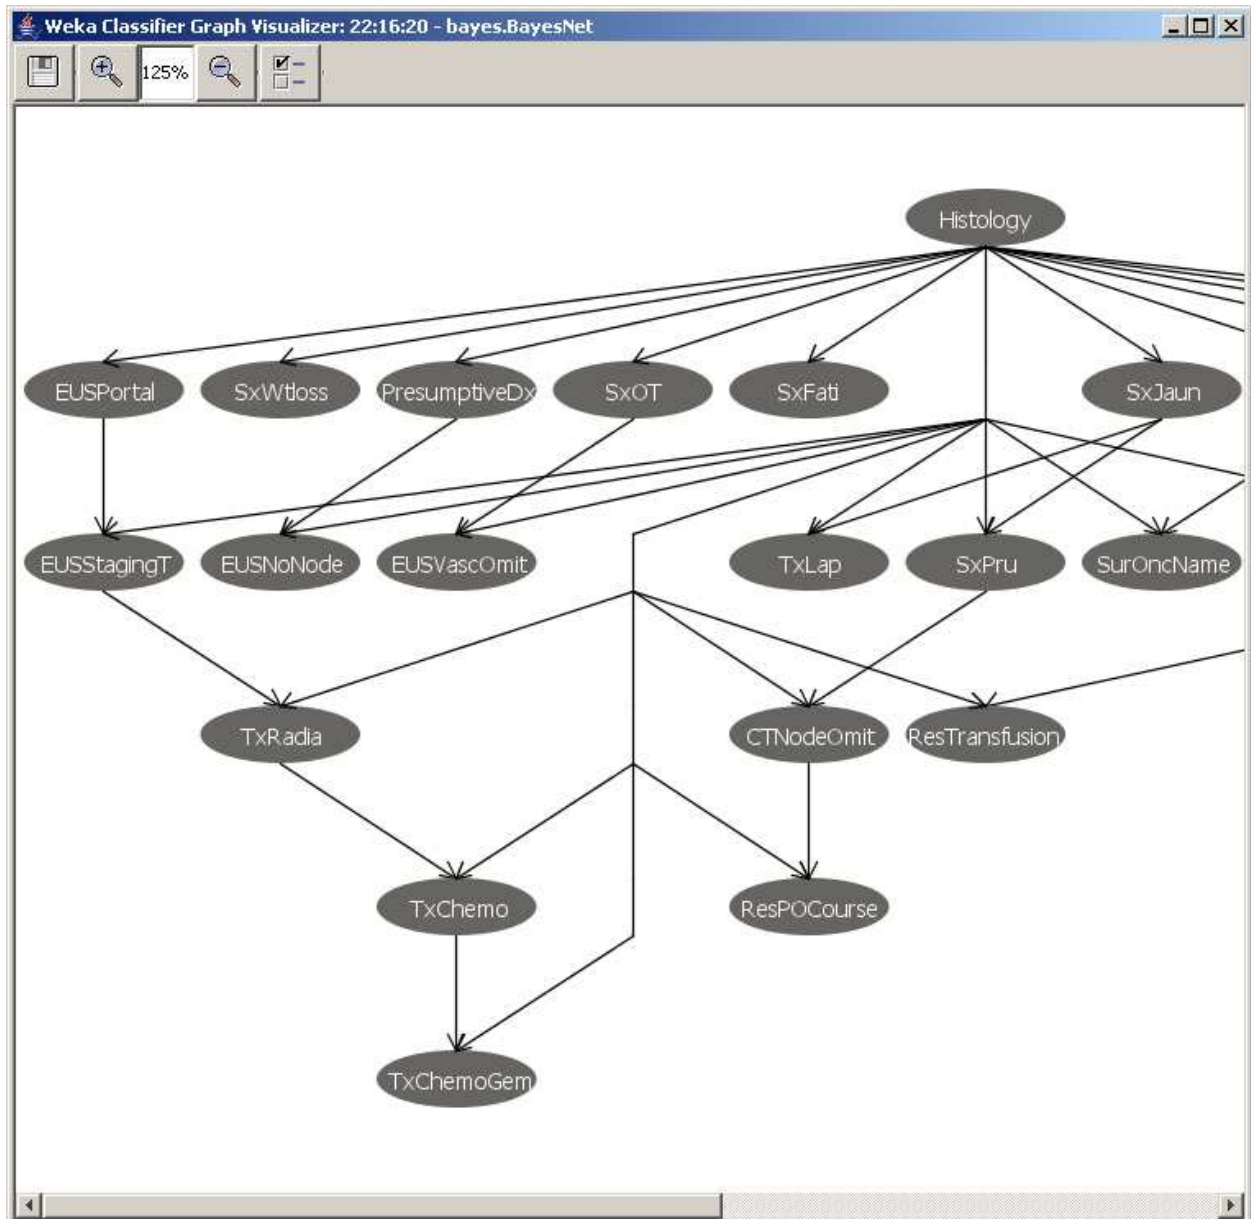 Weka Classifier Graph Visualizer: 22:16:20 - bayes.BayesNet
125%
Histology
EUSPortal SxWtloss PresumptiveDx SxOT SxFati SxJaun
EUSStagingT EUSNoNode EUSVascOmit TxLap SxPru SurOncName
TxRadia CTNodeOmit ResTransfusion
TxChemo ResPOCourse
TxChemoGem